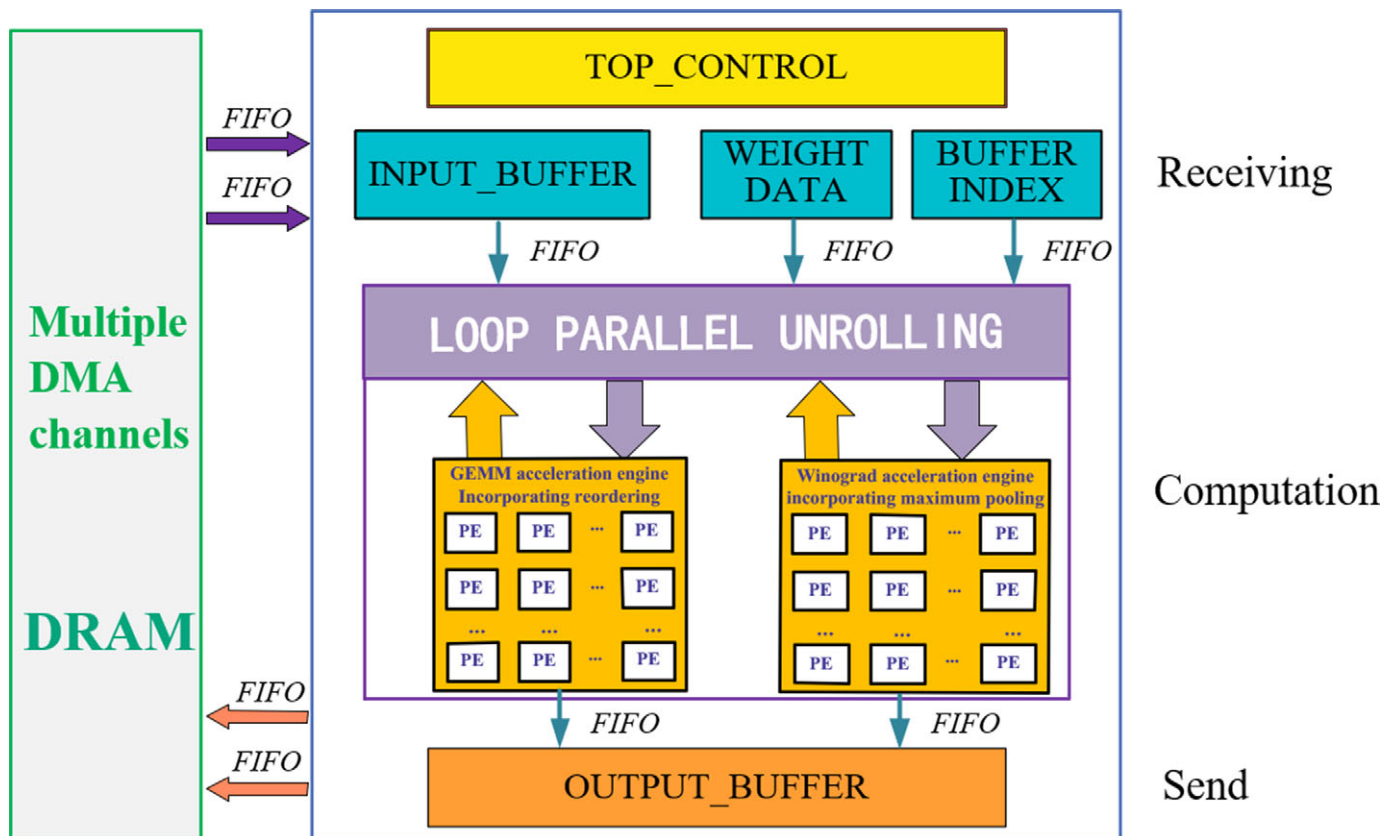 TOP_CONTROL
FIFO
FIFO
INPUT_BUFFER
WEIGHT
DATA
BUFFER
INDEX
Receiving
FIFO
FIFO
FIFO
Multiple
DMA
channels
LOOP PARALLEL UNROLLING
GEMM acceleration engine
Incorporating reordering
PE PE ... PE
PE PE ... PE
... ... ...
PE PE ... PE
Winograd acceleration engine
incorporating maximum pooling
PE PE ... PE
PE PE ... PE
... ... ...
PE PE ... PE
Computation
DRAM
FIFO
FIFO
FIFO
FIFO
OUTPUT_BUFFER
Send